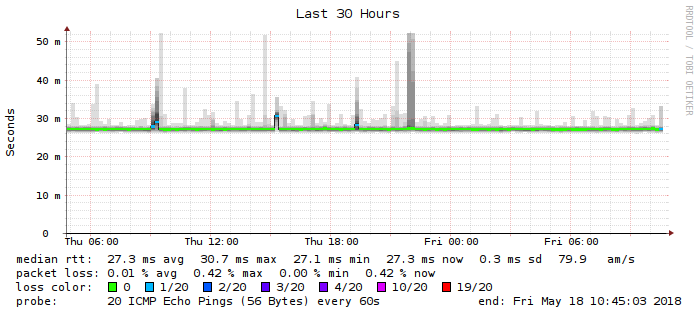 Last 30 Hours
RRDTOOL / TOBI OETIKER
Seconds
50 m
40 m
30 m
20 m
10 m
0
Thu 06:00 Thu 12:00 Thu 18:00 Fri 00:00 Fri 06:00
median rtt: 27.3 ms avg 30.7 ms max 27.1 ms min 27.3 ms now 0.3 ms sd 79.9 am/s
packet loss: 0.01 % avg 0.42 % max 0.00 % min 0.42 % now
loss color: 0 1/20 2/20 3/20 4/20 10/20 19/20
probe: 20 ICMP Echo Pings (56 Bytes) every 60s end: Fri May 18 10:45:03 2018